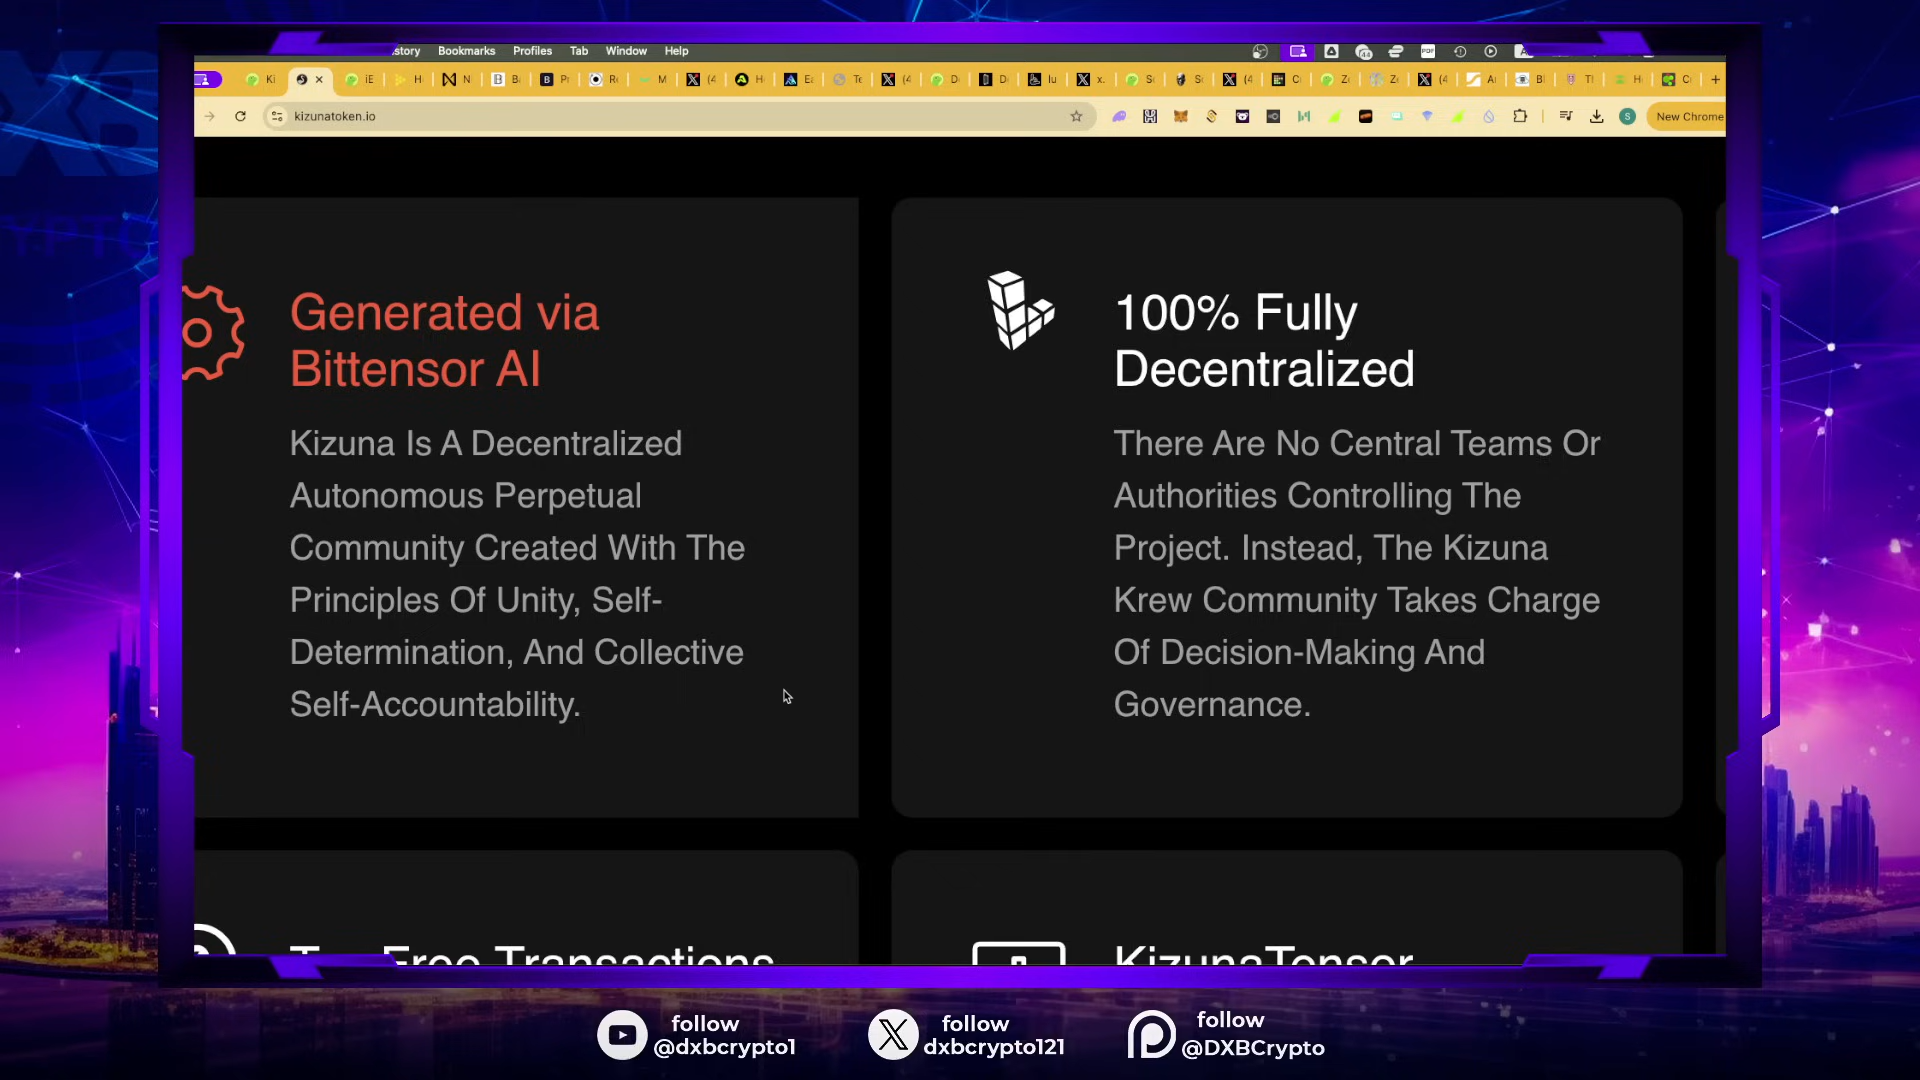 story Bookmarks Profiles Tab Window Help
kizunatoken.io
New Chrome
Generated via
Bittensor AI
Kizuna Is A Decentralized
Autonomous Perpetual
Community Created With The
Principles Of Unity, Self-
Determination, And Collective
Self-Accountability.
100% Fully
Decentralized
There Are No Central Teams Or
Authorities Controlling The
Project. Instead, The Kizuna
Krew Community Takes Charge
Of Decision-Making And
Governance.
Free Transactions
KizunaTensor
follow
@dxbcrypto1
follow
dxbcrypto121
follow
@DXBCrypto